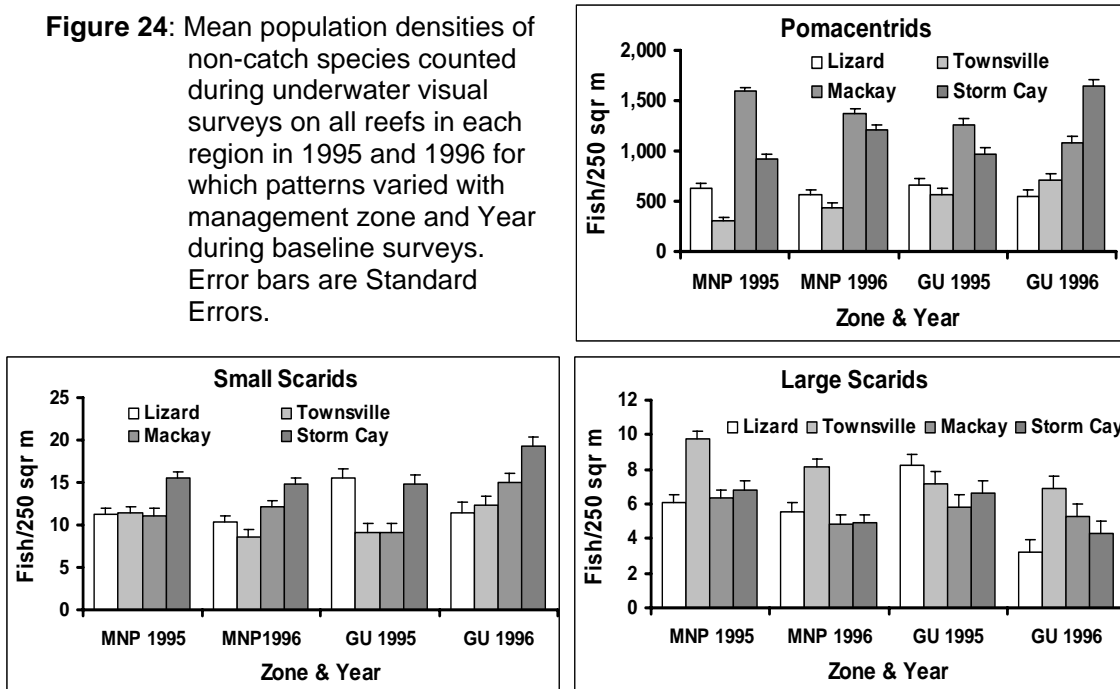 Figure 24: Mean population densities of
non-catch species counted
during underwater visual
surveys on all reefs in each
region in 1995 and 1996 for
which patterns varied with
management zone and Year
during baseline surveys.
Error bars are Standard
Errors.
Pomacentrids
Lizard Townsville
Mackay Storm Cay
Fish/250 sqr m
2,000
1,500
1,000
500
0
MNP 1995 MNP 1996 GU 1995 GU 1996
Zone & Year
Small Scarids
Lizard Townsville
Mackay Storm Cay
Fish/250 sqr m
25
20
15
10
5
0
MNP 1995 MNP1996 GU 1995 GU 1996
Zone & Year
Large Scarids
Lizard Townsville Mackay Storm Cay
Fish/250 sqr m
12
10
8
6
4
2
0
MNP 1995 MNP 1996 GU 1995 GU 1996
Zone & Year